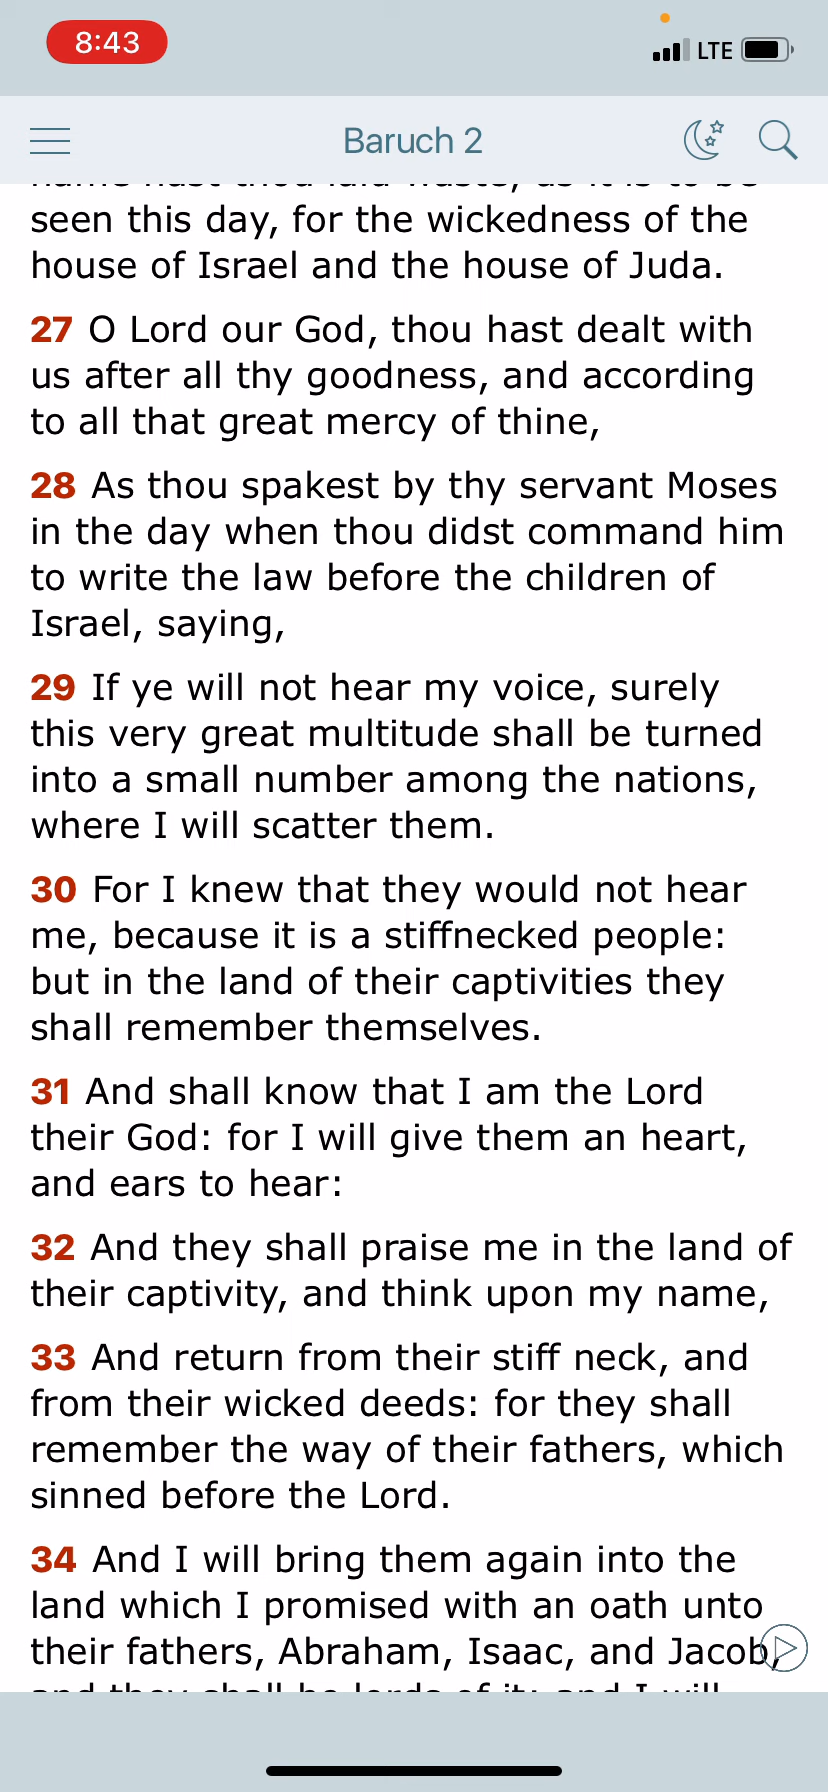 8:43
LTE
Baruch 2
seen this day, for the wickedness of the
house of Israel and the house of Juda.
27 O Lord our God, thou hast dealt with
us after all thy goodness, and according
to all that great mercy of thine,
28 As thou spakest by thy servant Moses
in the day when thou didst command him
to write the law before the children of
Israel, saying,
29 If ye will not hear my voice, surely
this very great multitude shall be turned
into a small number among the nations,
where I will scatter them.
30 For I knew that they would not hear
me, because it is a stiffnecked people:
but in the land of their captivities they
shall remember themselves.
31 And shall know that I am the Lord
their God: for I will give them an heart,
and ears to hear:
32 And they shall praise me in the land of
their captivity, and think upon my name,
33 And return from their stiff neck, and
from their wicked deeds: for they shall
remember the way of their fathers, which
sinned before the Lord.
34 And I will bring them again into the
land which I promised with an oath unto
their fathers, Abraham, Isaac, and Jacob,
and they shall be lords of it: and I will